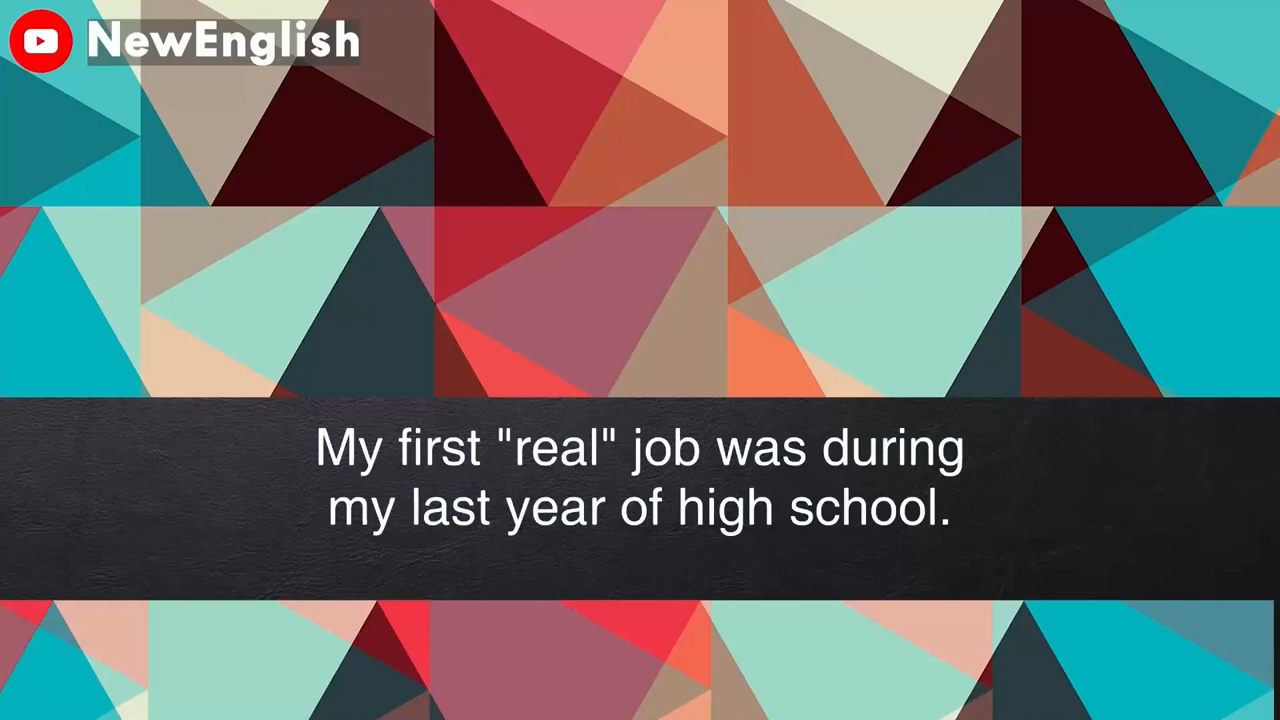 NewEnglish
My first "real" job was during
my last year of high school.